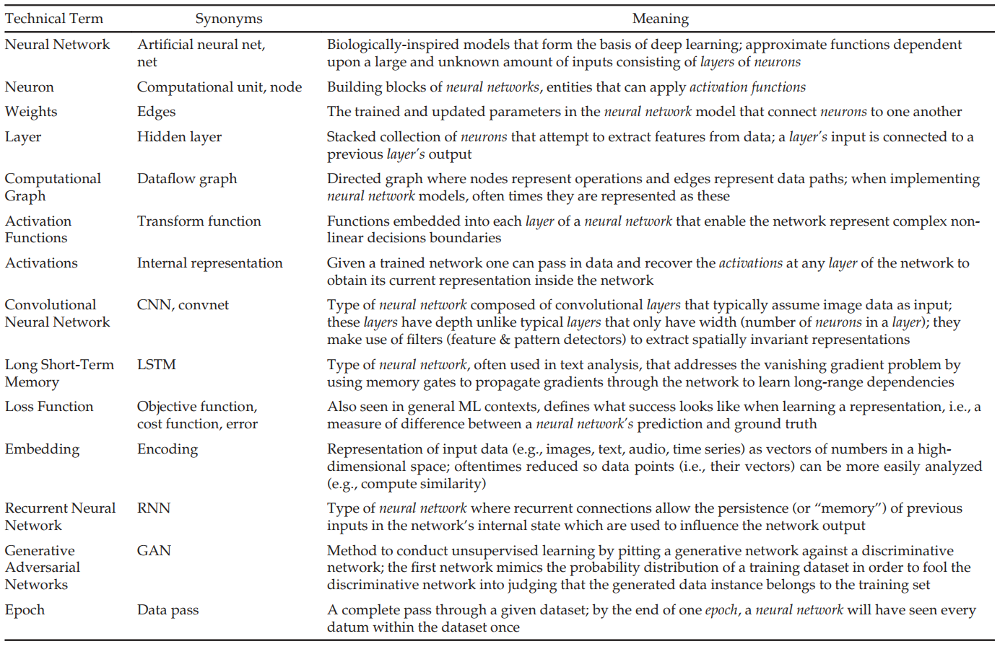 Technical Term Synonyms Meaning
Neural Network Artificial neural net, Biologically-inspired models that form the basis of deep learning; approximate functions dependent
net upon a large and unknown amount of inputs consisting of layers of neurons
Neuron Computational unit, node Building blocks of neural networks, entities that can apply activation functions
Weights Edges The trained and updated parameters in the neural network model that connect neurons to one another
Layer Hidden layer Stacked collection of neurons that attempt to extract features from data; a layer's input is connected to a
previous layer's output
Computational Dataflow graph Directed graph where nodes represent operations and edges represent data paths; when implementing
Graph neural network models, often times they are represented as these
Activation Transform function Functions embedded into each layer of a neural network that enable the network represent complex non-
Functions linear decisions boundaries
Activations Internal representation Given a trained network one can pass in data and recover the activations at any layer of the network to
obtain its current representation inside the network
Convolutional CNN, convnet Type of neural network composed of convolutional layers that typically assume image data as input;
Neural Network these layers have depth unlike typical layers that only have width (number of neurons in a layer); they
make use of filters (feature & pattern detectors) to extract spatially invariant representations
Long Short-Term LSTM Type of neural network, often used in text analysis, that addresses the vanishing gradient problem by
Memory using memory gates to propagate gradients through the network to learn long-range dependencies
Loss Function Objective function, Also seen in general ML contexts, defines what success looks like when learning a representation, i.e., a
cost function, error measure of difference between a neural network's prediction and ground truth
Embedding Encoding Representation of input data (e.g., images, text, audio, time series) as vectors of numbers in a high-
dimensional space; oftentimes reduced so data points (i.e., their vectors) can be more easily analyzed
(e.g., compute similarity)
Recurrent Neural RNN Type of neural network where recurrent connections allow the persistence (or “memory”) of previous
Network inputs in the network's internal state which are used to influence the network output
Generative GAN Method to conduct unsupervised learning by pitting a generative network against a discriminative
Adversarial network; the first network mimics the probability distribution of a training dataset in order to fool the
Networks discriminative network into judging that the generated data instance belongs to the training set
Epoch Data pass A complete pass through a given dataset; by the end of one epoch, a neural network will have seen every
datum within the dataset once